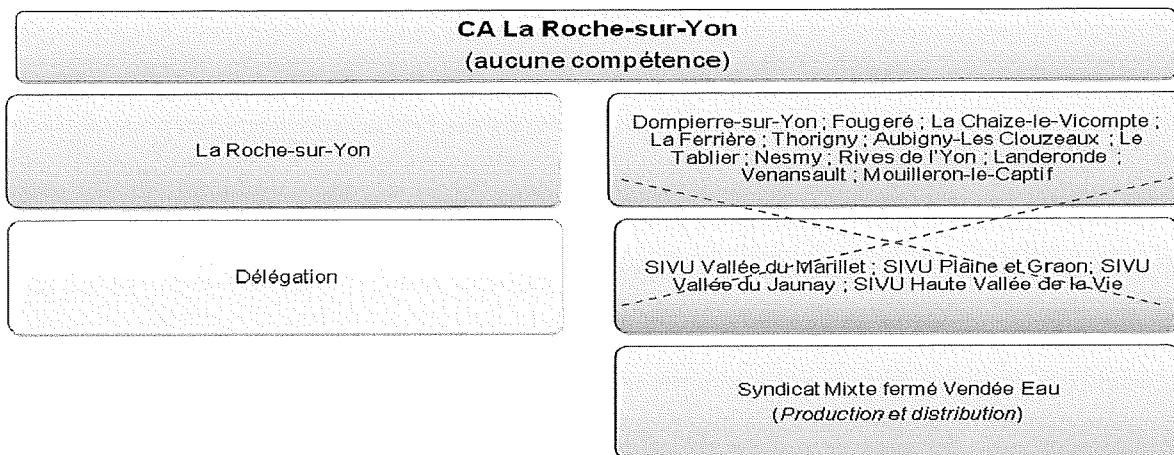 CA La Roche-sur-Yon
(aucune compétence)
La Roche-sur-Yon
Dompierre-sur-Yon ; Fougeré ; La Chaize-le-Vicompte ;
La Ferrière ; Thorigny ; Aubigny-Les Clouzeaux ; Le
Tablier ; Nesmy ; Rives de l'Yon ; Landeronde ;
Venansault ; Mouilleron-le-Captif
Délégation
SIVU Vallée du Marillet ; SIVU Plaine et Graon; SIVU
Vallée du Jaunay ; SIVU Haute Vallée de la Vie
Syndicat Mixte fermé Vendée Eau
(Production et distribution)